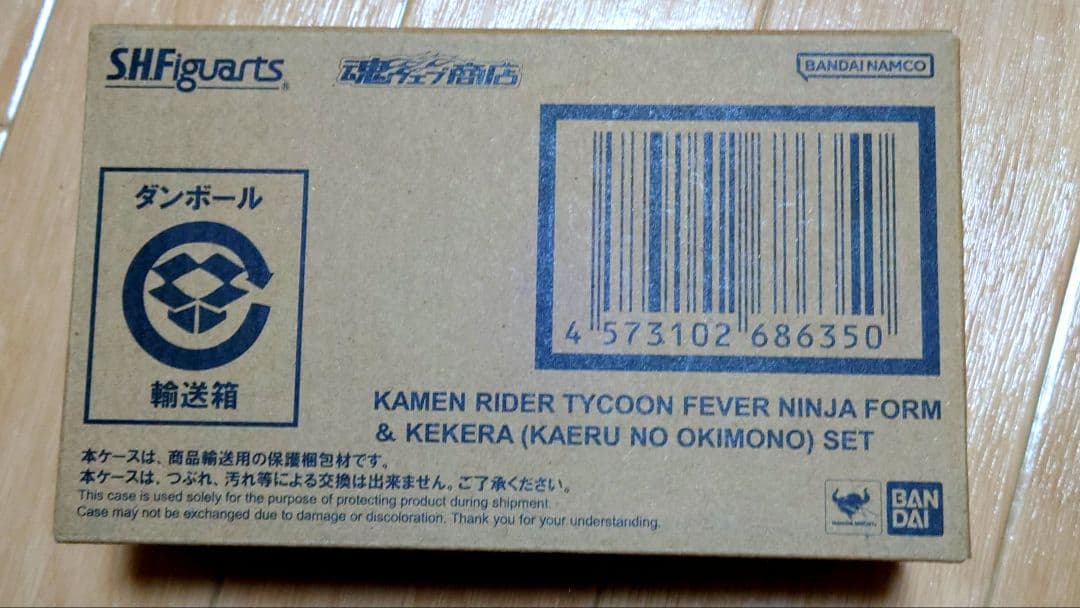 S.H.Figuarts®
魂ウェブ商店
BANDAI NAMCO
ダンボール
輸送箱
4 573102 686350
KAMEN RIDER TYCOON FEVER NINJA FORM
& KEKERA (KAERU NO OKIMONO) SET
本ケースは、商品輸送用の保護梱包材です。
本ケースは、つぶれ、汚れ等による交換は出来ません。ご了承ください。
This case is used solely for the purpose of protecting product during shipment.
Case may not be exchanged due to damage or discoloration. Thank you for your understanding.
BAN
DAI